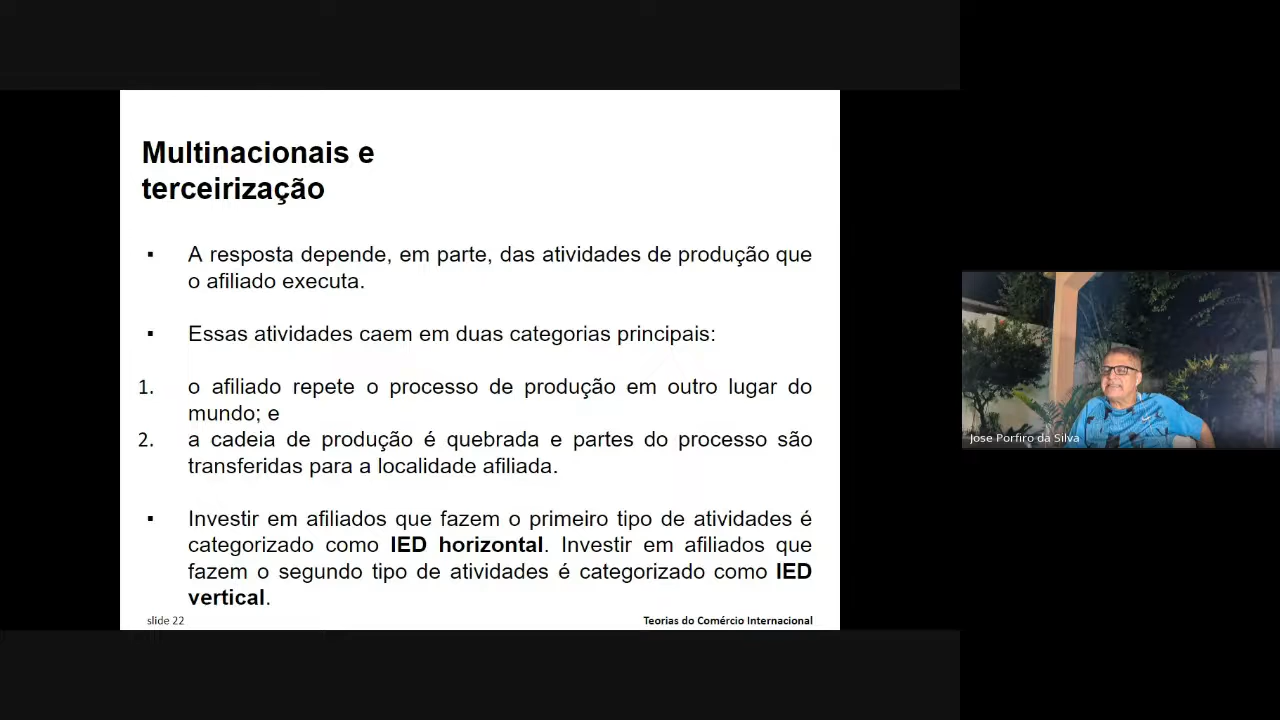 Multinacionais e
terceirização
▪ A resposta depende, em parte, das atividades de produção que
o afiliado executa.
▪ Essas atividades caem em duas categorias principais:
1. o afiliado repete o processo de produção em outro lugar do
mundo; e
2. a cadeia de produção é quebrada e partes do processo são
transferidas para a localidade afiliada.
▪ Investir em afiliados que fazem o primeiro tipo de atividades é
categorizado como IED horizontal. Investir em afiliados que
fazem o segundo tipo de atividades é categorizado como IED
vertical.
slide 22
Teorias do Comércio Internacional
Jose Porfiro da Silva